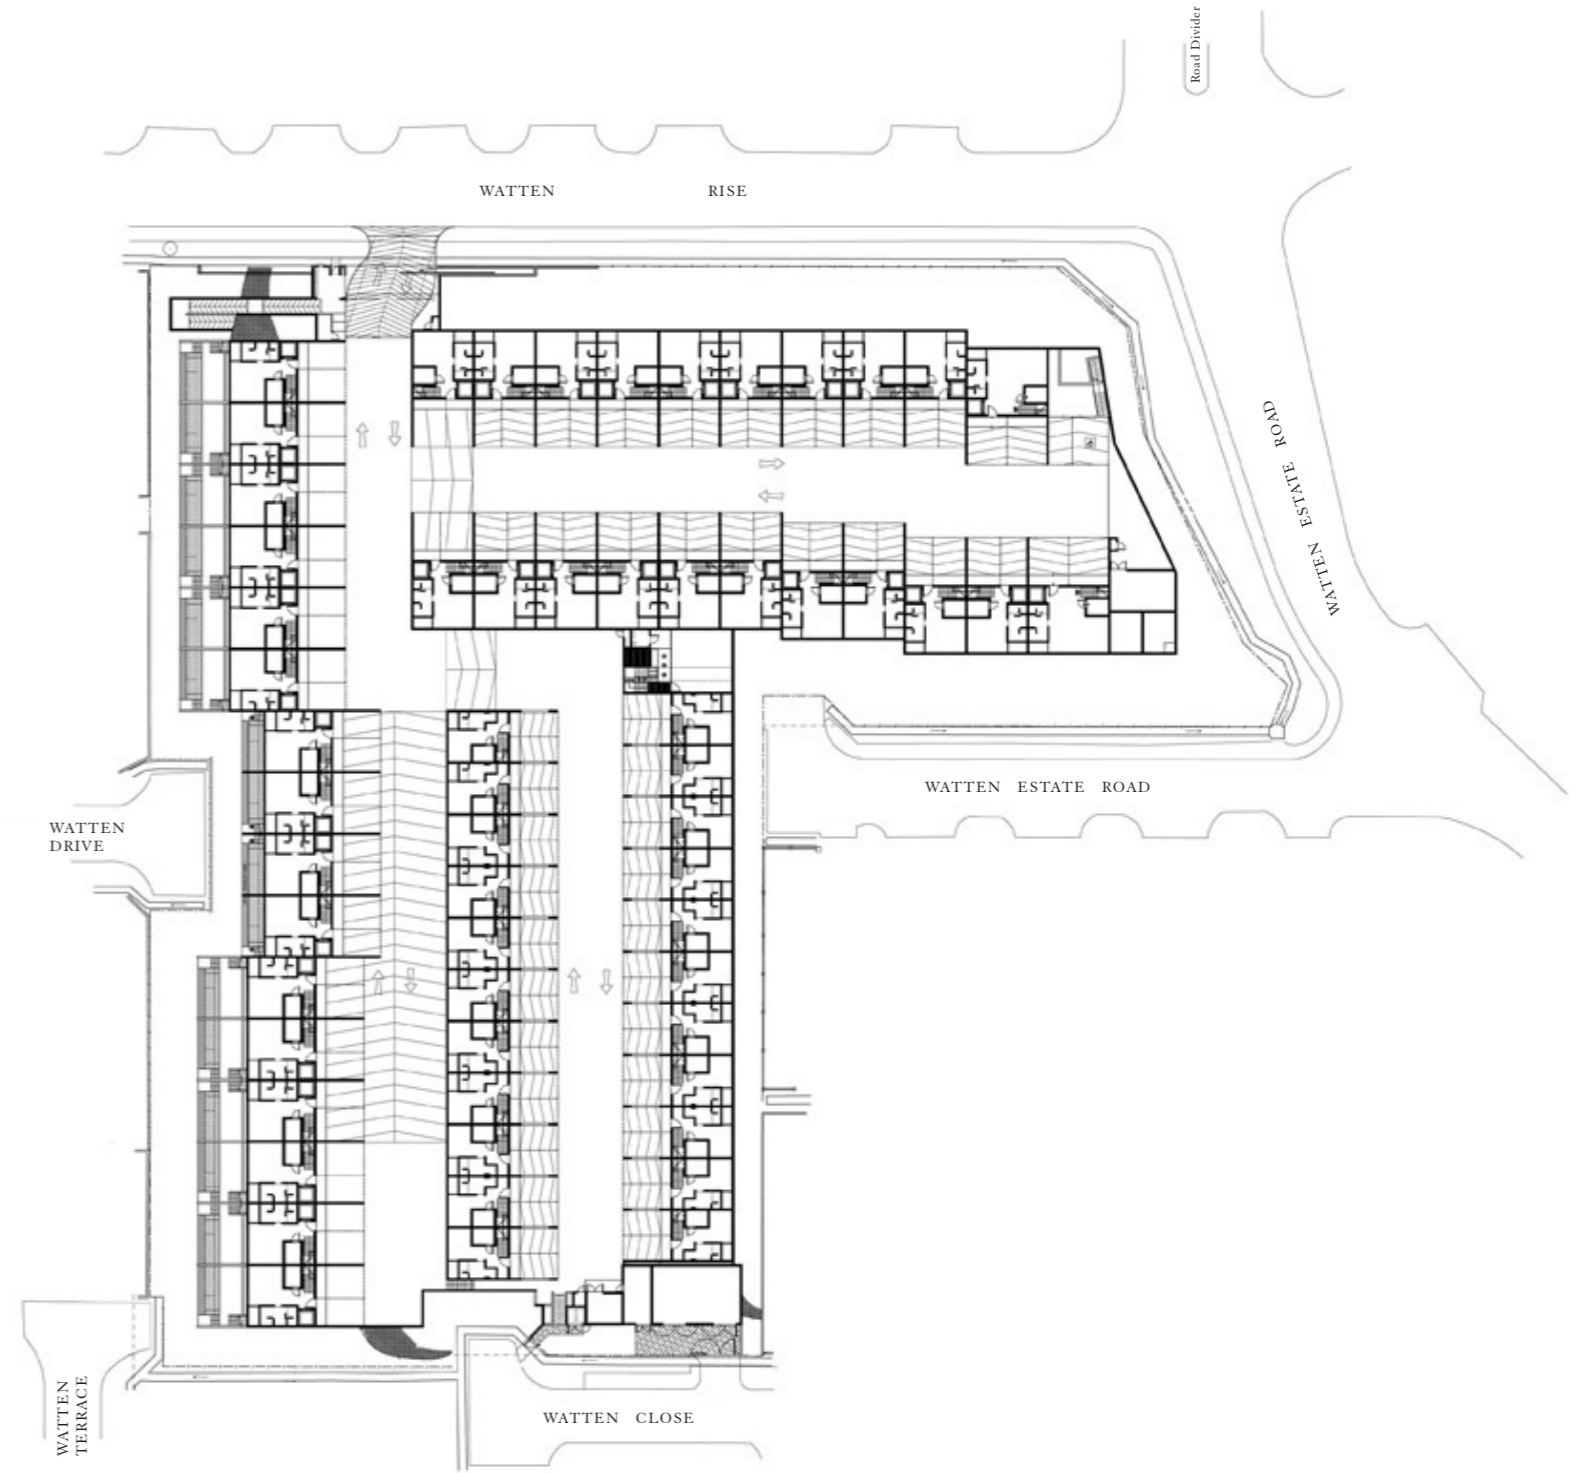 Road Divider
WATTEN RISE
WATTEN ESTATE ROAD
WATTEN ESTATE ROAD
WATTEN
DRIVE
WATTEN
TERRACE
WATTEN CLOSE